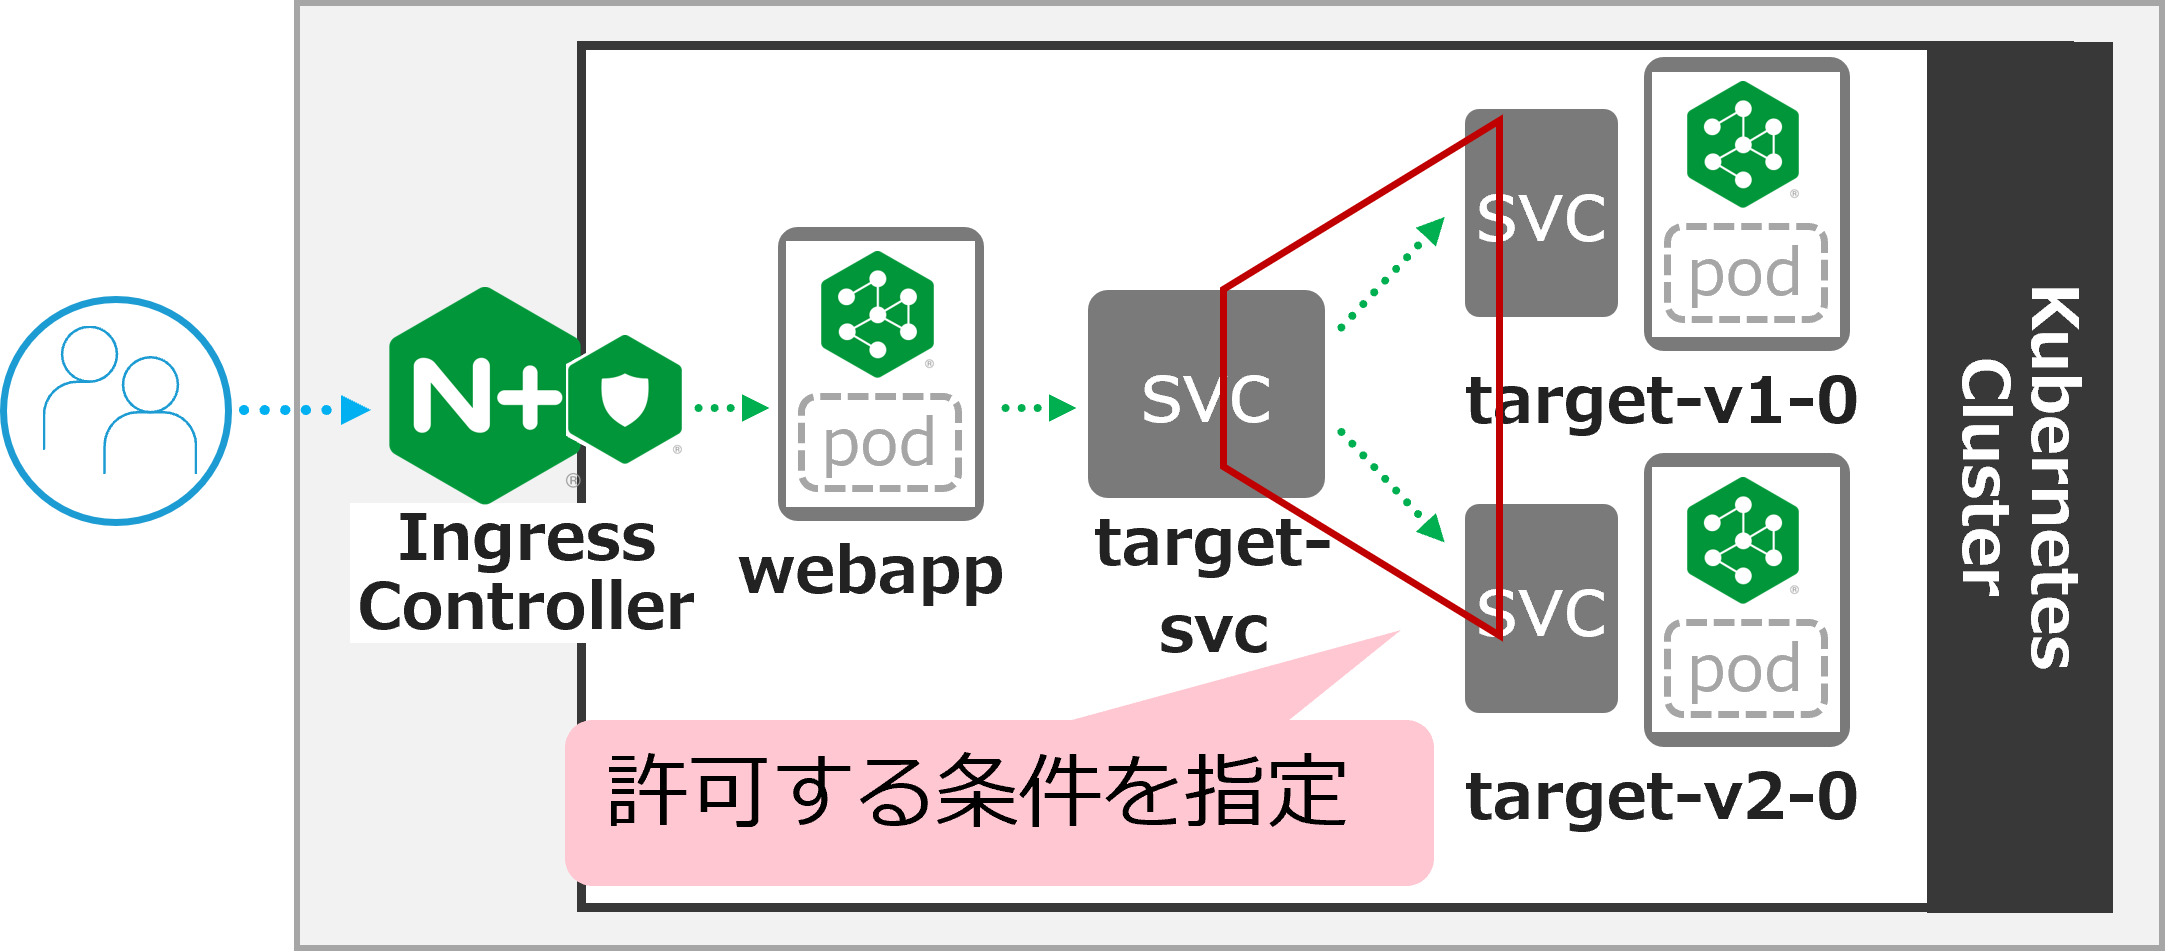 N+
®
®
Ingress
Controller
®
pod
webapp
SVC
target-
svc
SVC
®
pod
target-v1-0
SVC
®
pod
target-v2-0
許可する条件を指定
Kubernetes
Cluster